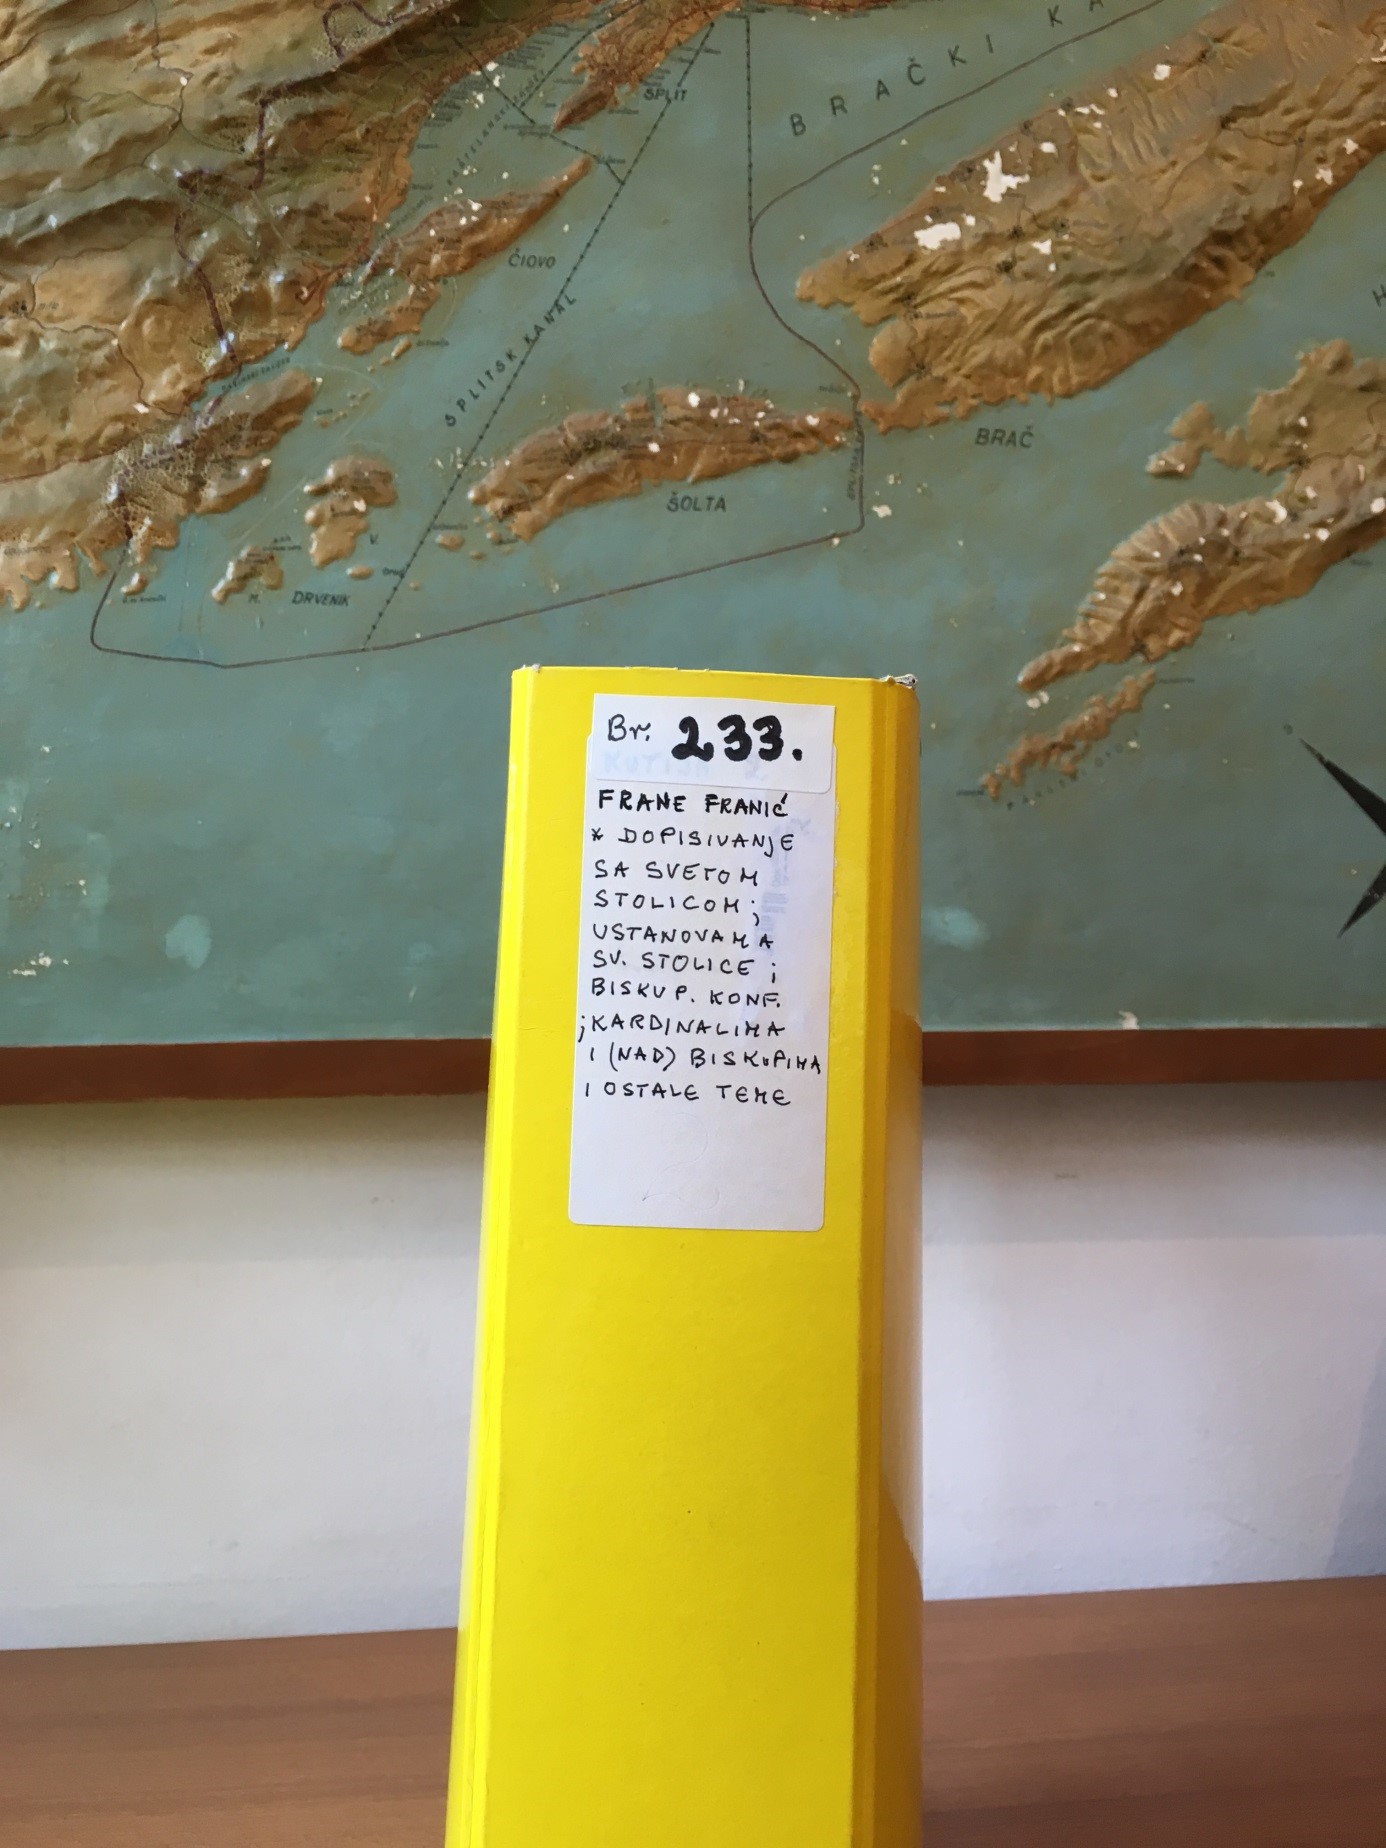 BRAČKI KA
SPLIT
ČIOVO
SPLITSK KANAL
BRAČ
ŠOLTA
V.
M.
DRVENIK
Br. 233.
FRANE FRANIĆ
* DOPISIVANJE
SA SVETOM
STOLICOM;
USTANOVAMA
SV. STOLICE;
BISKUP. KONF.
;KARDINALIMA
I (NAD) BISKUPIMA
I OSTALE TEME